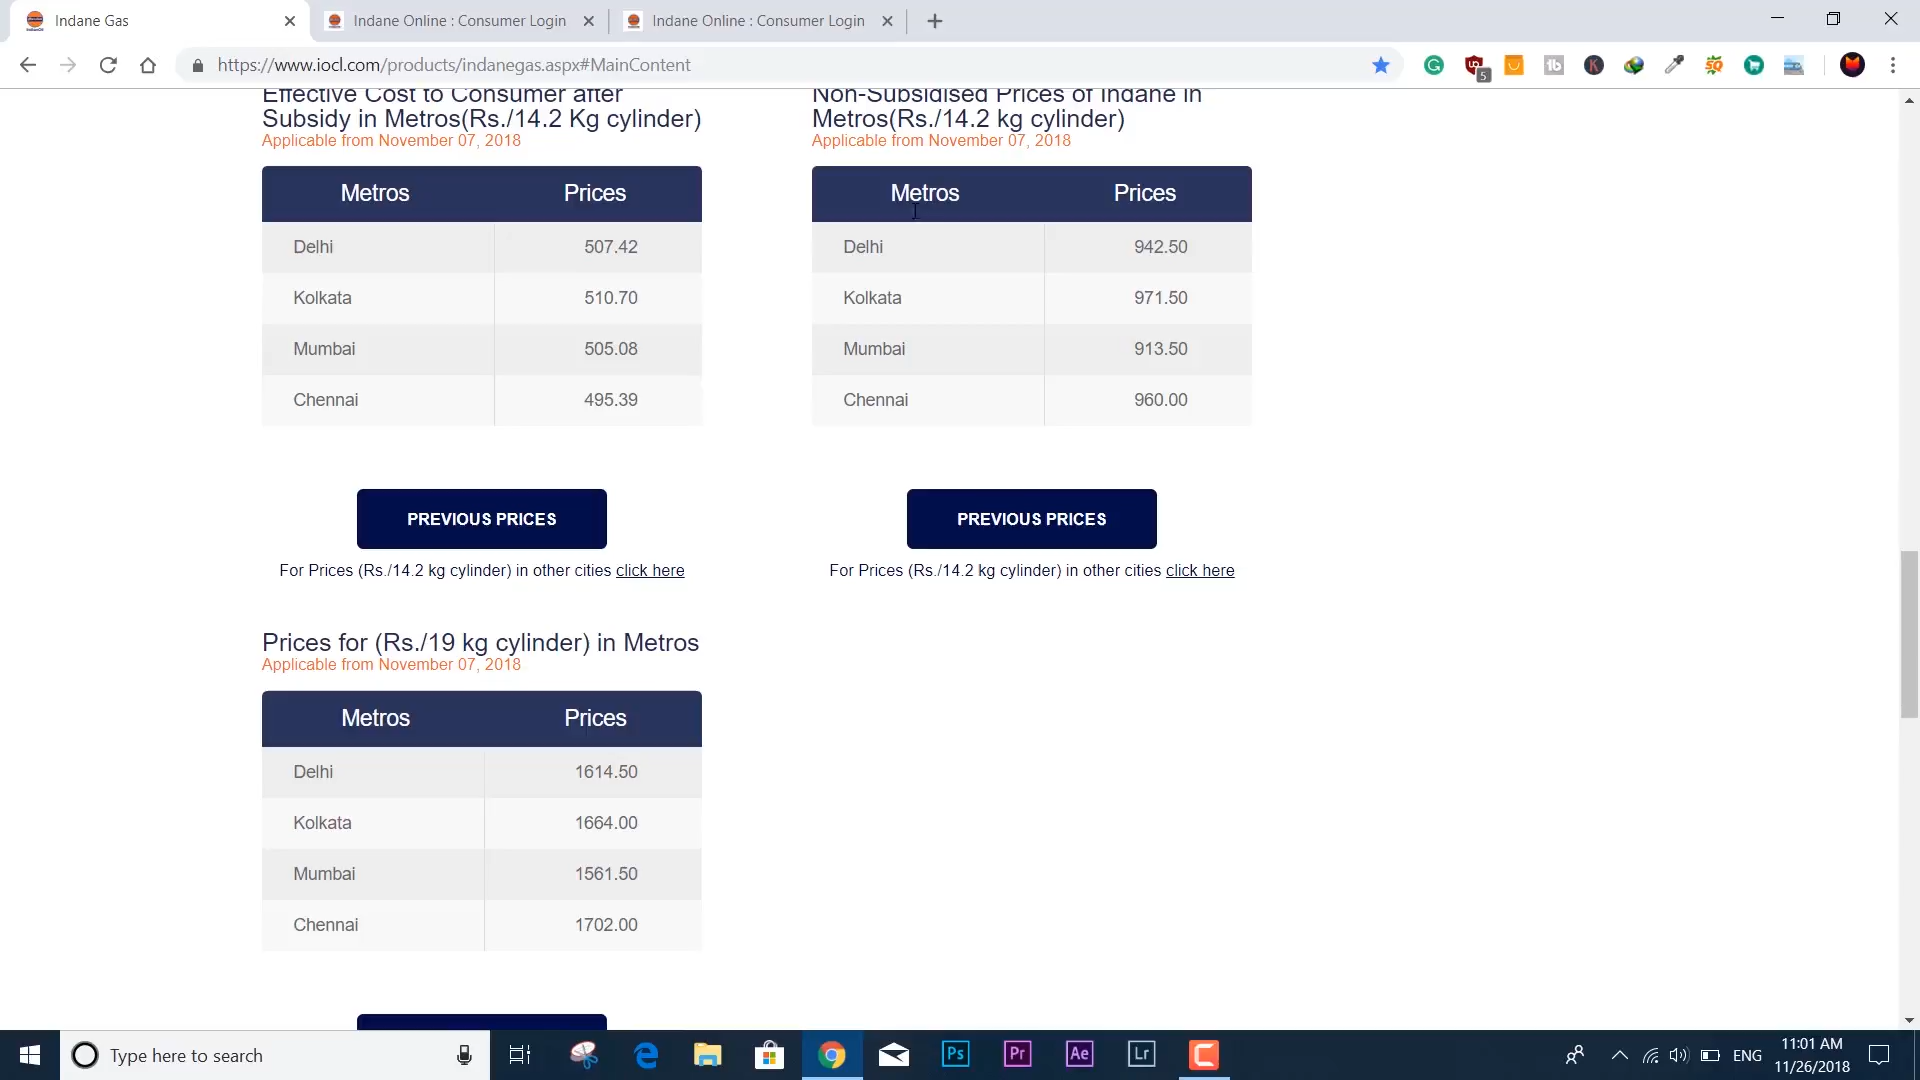 Indane Gas
Indane Online : Consumer Login
Indane Online : Consumer Login
https://www.iocl.com/products/indanegas.aspx#MainContent
5
Effective Cost to Consumer after
Subsidy in Metros(Rs./14.2 Kg cylinder)
Applicable from November 07, 2018
Metros Prices
Delhi 507.42
Kolkata 510.70
Mumbai 505.08
Chennai 495.39
PREVIOUS PRICES
For Prices (Rs./14.2 kg cylinder) in other cities click here
Non-Subsidised Prices of Indane in
Metros(Rs./14.2 kg cylinder)
Applicable from November 07, 2018
Metros Prices
Delhi 942.50
Kolkata 971.50
Mumbai 913.50
Chennai 960.00
PREVIOUS PRICES
For Prices (Rs./14.2 kg cylinder) in other cities click here
Prices for (Rs./19 kg cylinder) in Metros
Applicable from November 07, 2018
Metros Prices
Delhi 1614.50
Kolkata 1664.00
Mumbai 1561.50
Chennai 1702.00
Type here to search
Ps
Pr
Ae
Lr
ENG
11:01 AM
11/26/2018